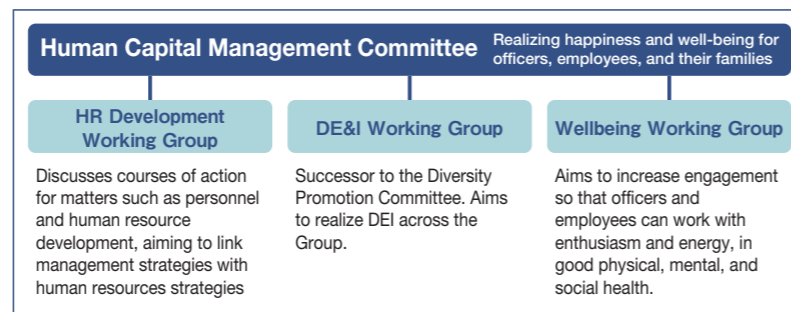 Human Capital Management Committee
Realizing happiness and well-being for
officers, employees, and their families
HR Development
Working Group
Discusses courses of action
for matters such as personnel
and human resource
development, aiming to link
management strategies with
human resources strategies
DE&I Working Group
Successor to the Diversity
Promotion Committee. Aims
to realize DEI across the
Group.
Wellbeing Working Group
Aims to increase engagement
so that officers and
employees can work with
enthusiasm and energy, in
good physical, mental, and
social health.